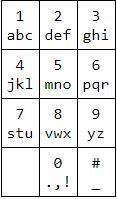 1 2 3
abc def ghi
4 5 6
jkl mno pqr
7 8 9
stu vwx yz
0 #
.,! _